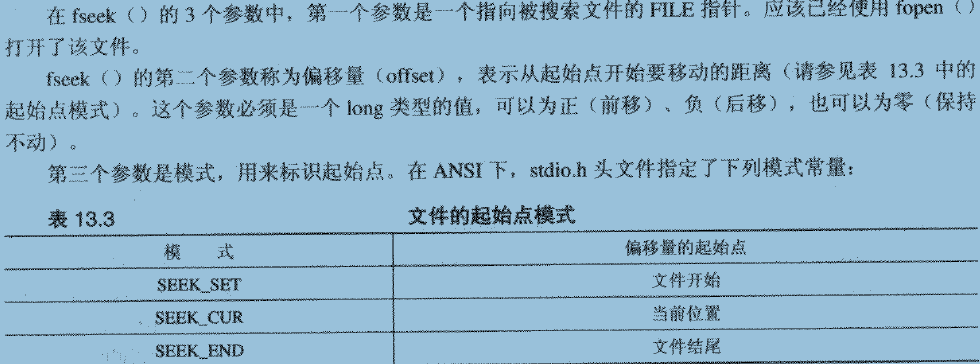 在 fseek（）的 3 个参数中，第一个参数是一个指向被搜索文件的 FILE 指针。应该已经使用 fopen（）
打开了该文件。
fseek（）的第二个参数称为偏移量（offset），表示从起始点开始要移动的距离（请参见表 13.3 中的
起始点模式）。这个参数必须是一个 long 类型的值，可以为正（前移）、负（后移），也可以为零（保持
不动）。
第三个参数是模式，用来标识起始点。在 ANSI 下，stdio.h 头文件指定了下列模式常量：
表 13.3 文件的起始点模式
模 式 偏移量的起始点
SEEK_SET 文件开始
SEEK_CUR 当前位置
SEEK_END 文件结尾